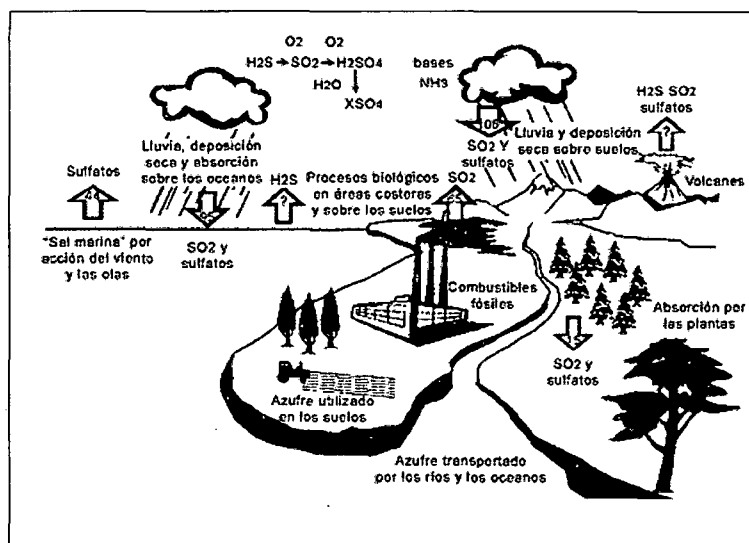 O2 O2
H2S→SO2→H2SO4
H2O
XSO4
bases
NH3
H2S SO2
sulfatos
?
Volcanes
Lluvia, deposición
seca y absorción
sobre los oceanos
Sulfatos
44
"Sal marina" por
acción del viento
y las olas
SO2 y
sulfatos
H2S
?
Procesos biológicos
en áreas costeras
y sobre los suelos
SO2
SO2 Y
sulfatos
Lluvia y deposición
seca sobre suelos
Combustibles
fósiles
Absorción por
las plantas
SO2 y
sulfatos
Azufre utilizado
en los suelos
Azufre transportado
por los ríos y los oceanos